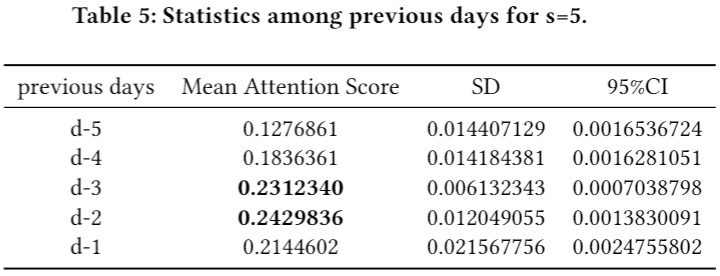 Table 5: Statistics among previous days for s=5.
previous days Mean Attention Score SD 95%CI
d-5 0.1276861 0.014407129 0.0016536724
d-4 0.1836361 0.014184381 0.0016281051
d-3 0.2312340 0.006132343 0.0007038798
d-2 0.2429836 0.012049055 0.0013830091
d-1 0.2144602 0.021567756 0.0024755802